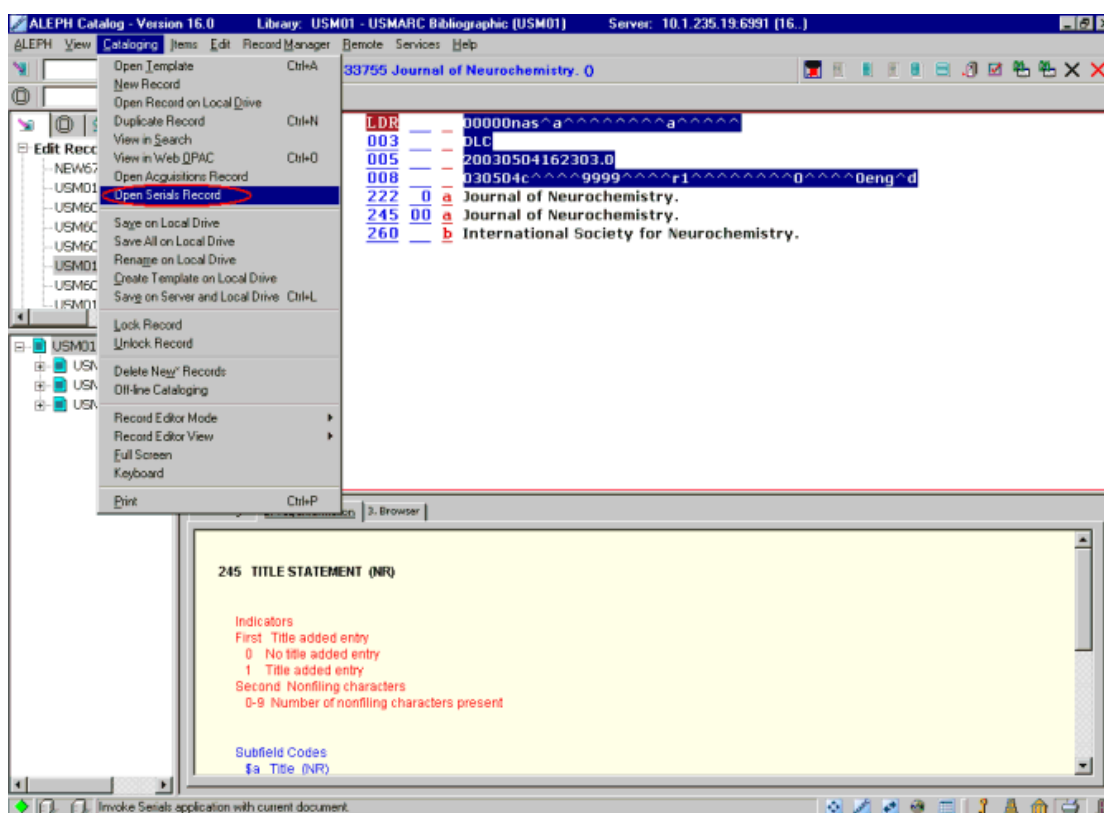 ALEPH Catalog - Version 16.0 Library: USM01 - USMARC Bibliographic (USM01) Server: 10.1.235.19:6991 (16..)
ALEPH View Cataloging Items Edit Record Manager Remote Services Help
33755 Journal of Neurochemistry. ()
Open Template Ctrl+A
New Record
Open Record on Local Drive
Duplicate Record Ctrl+N
View in Search
View in Web OPAC Ctrl+O
Open Acquisitions Record
Open Serials Record
Save on Local Drive
Save All on Local Drive
Rename on Local Drive
Create Template on Local Drive
Save on Server and Local Drive Ctrl+L
Lock Record
Unlock Record
Delete New* Records
Off-line Cataloging
Record Editor Mode
Record Editor View
Full Screen
Keyboard
Print Ctrl+P
Edit Reco
NEW67
USM01
USM60
USM60
USM60
USM01
USM60
USM01
USM01
USM
USM
USM
LDR 00000nas^a^^^^^^^^a^^^^^
003 DLC
005 20030504162303.0
008 030504c^^^^9999^^^^r1^^^^^^^^0^^^^0eng^d
222 0 a Journal of Neurochemistry.
245 00 a Journal of Neurochemistry.
260 b International Society for Neurochemistry.
3. Browser
245 TITLE STATEMENT (NR)
Indicators
First Title added entry
0 No title added entry
1 Title added entry
Second Nonfiling characters
0-9 Number of nonfiling characters present
Subfield Codes
$a Title (NR)
Invoke Serials application with current document.